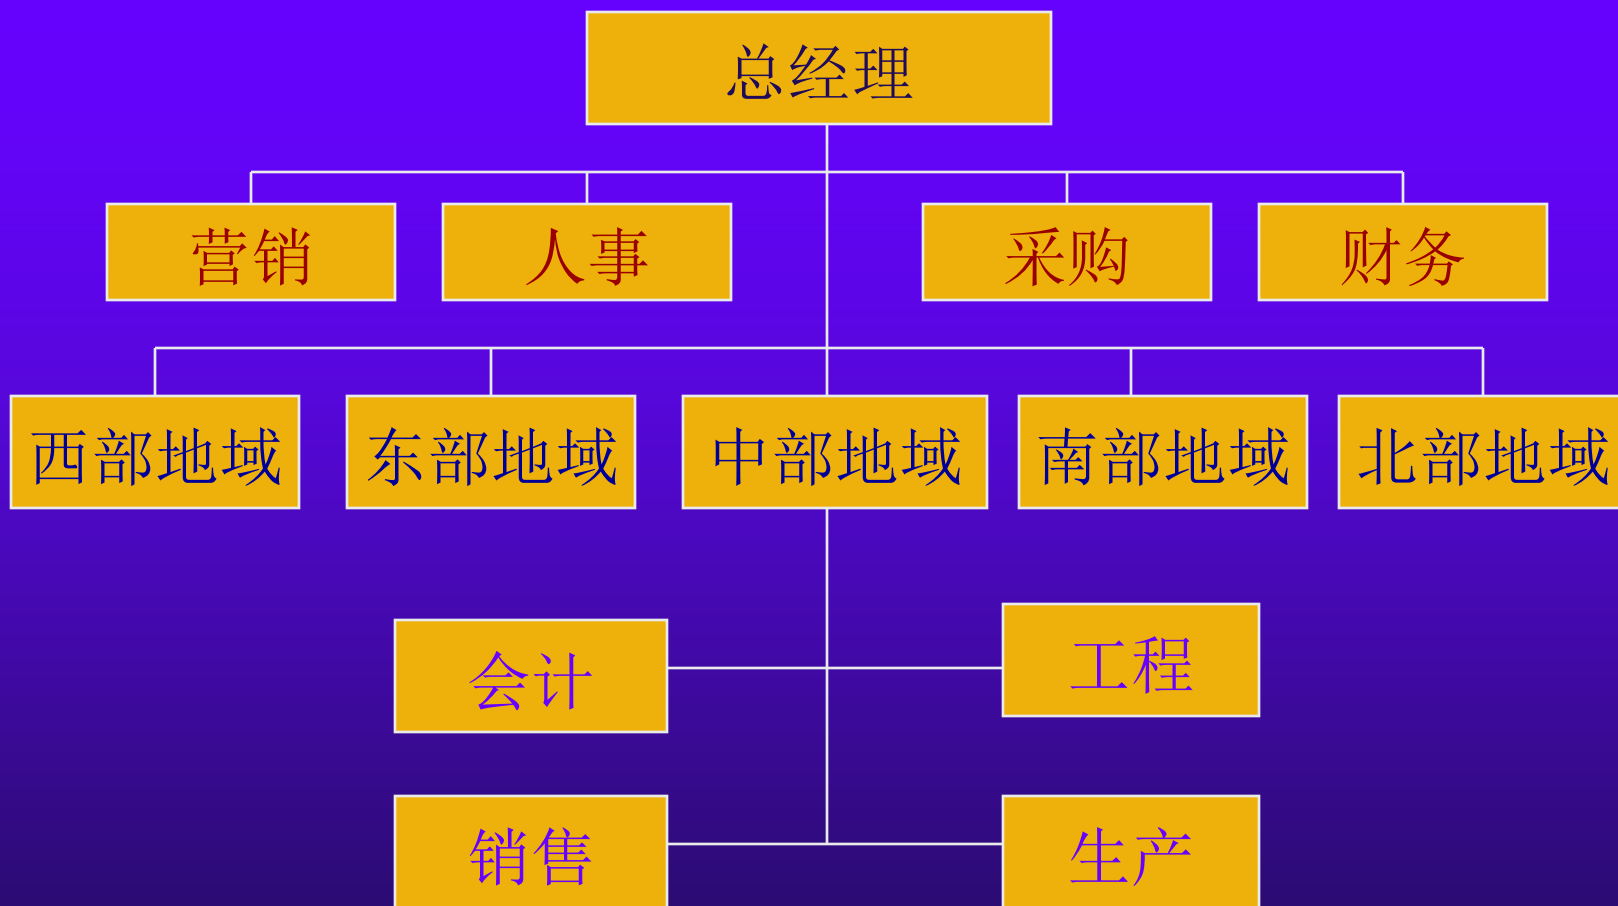 总经理
营销
人事
采购
财务
西部地域
东部地域
中部地域
南部地域
北部地域
会计
工程
销售
生产